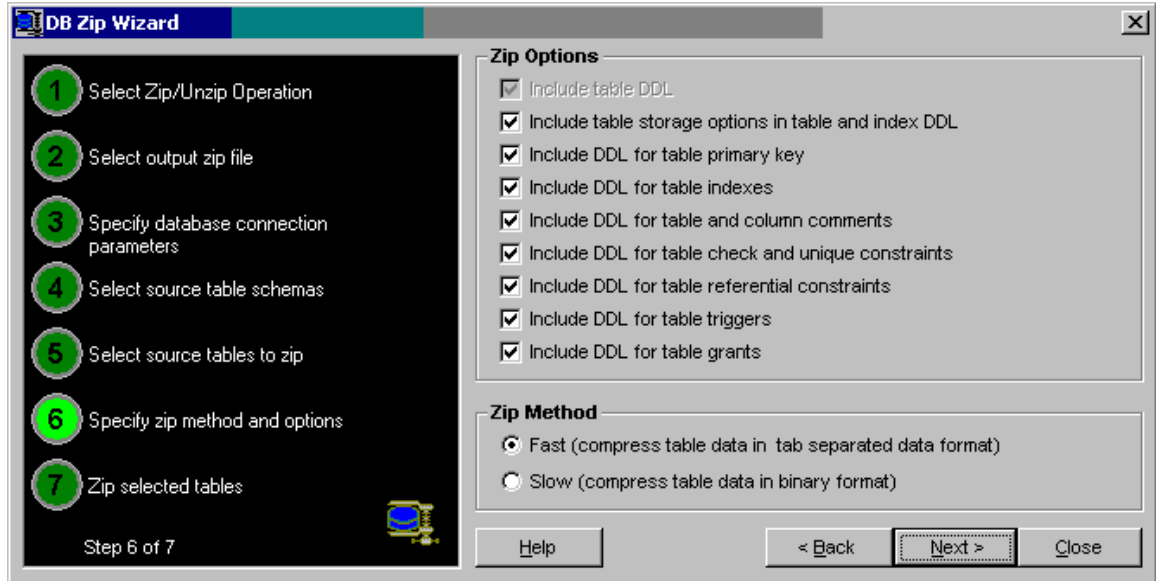 DB Zip Wizard
1 Select Zip/Unzip Operation
2 Select output zip file
3 Specify database connection
parameters
4 Select source table schemas
5 Select source tables to zip
6 Specify zip method and options
7 Zip selected tables
Step 6 of 7
Zip Options
Include table DDL
Include table storage options in table and index DDL
Include DDL for table primary key
Include DDL for table indexes
Include DDL for table and column comments
Include DDL for table check and unique constraints
Include DDL for table referential constraints
Include DDL for table triggers
Include DDL for table grants
Zip Method
Fast (compress table data in tab separated data format)
Slow (compress table data in binary format)
Help < Back Next > Close